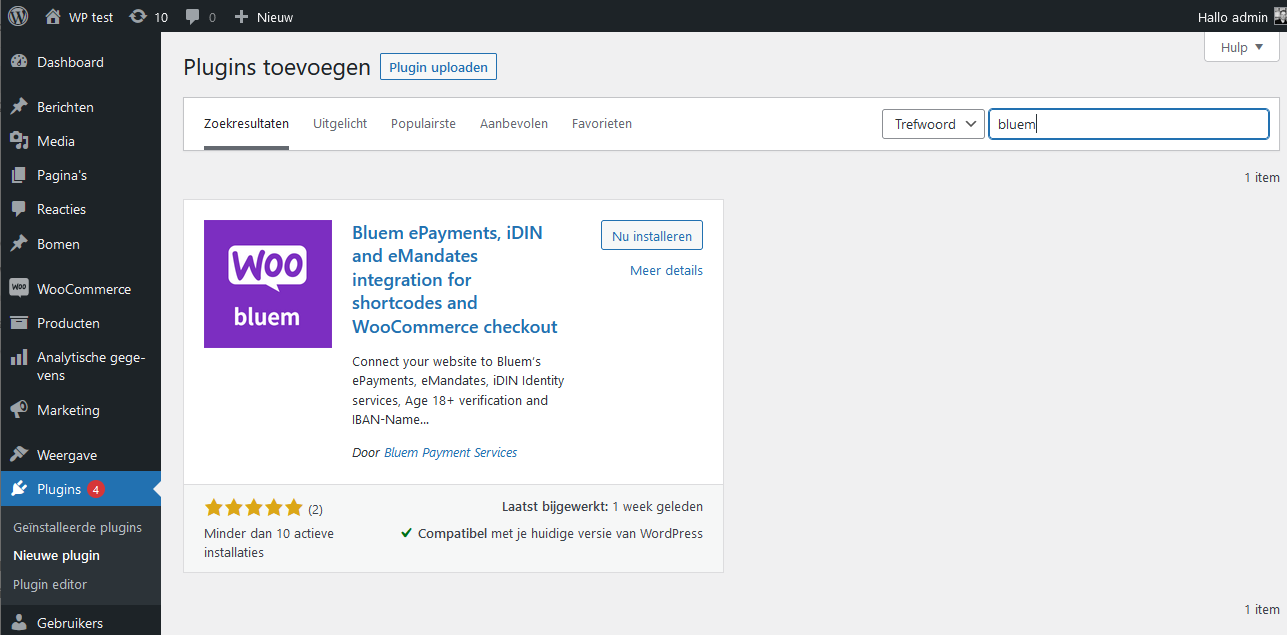 WP test
10
0
Nieuw
Hallo admin
Dashboard
Berichten
Media
Pagina's
Reacties
Bomen
WOO
WooCommerce
Producten
Analytische gege-
vens
Marketing
Weergave
Plugins 4
Geïnstalleerde plugins
Nieuwe plugin
Plugin editor
Gebruikers
Hulp
Plugins toevoegen
Plugin uploaden
Zoekresultaten
Uitgelicht
Populairste
Aanbevolen
Favorieten
Trefwoord
bluem
1 item
WOO
bluem
Bluem ePayments, iDIN
and eMandates
integration for
shortcodes and
WooCommerce checkout
Nu installeren
Meer details
Connect your website to Bluem's
ePayments, eMandates, iDIN Identity
services, Age 18+ verification and
IBAN-Name...
Door Bluem Payment Services
(2)
Minder dan 10 actieve
installaties
Laatst bijgewerkt: 1 week geleden
Compatibel met je huidige versie van WordPress
1 item